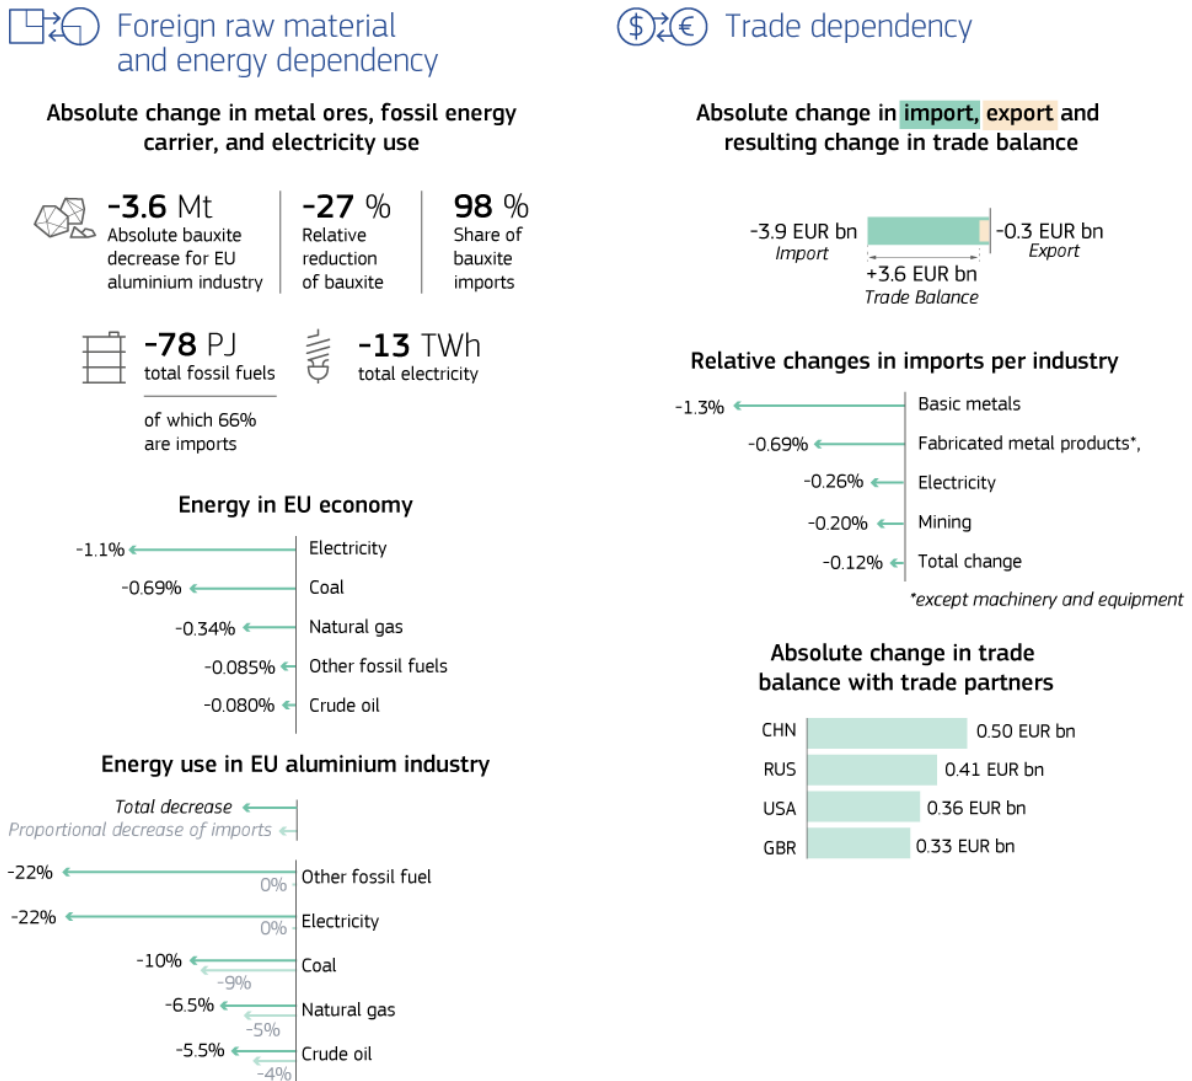 Foreign raw material
and energy dependency
Absolute change in metal ores, fossil energy
carrier, and electricity use
-3.6 Mt
Absolute bauxite
decrease for EU
aluminium industry
-27 %
Relative
reduction
of bauxite
98 %
Share of
bauxite
imports
-78 PJ
total fossil fuels
of which 66%
are imports
-13 TWh
total electricity
Energy in EU economy
-1.1% Electricity
-0.69% Coal
-0.34% Natural gas
-0.085% Other fossil fuels
-0.080% Crude oil
Energy use in EU aluminium industry
Total decrease
Proportional decrease of imports
-22% Other fossil fuel
0%
-22% Electricity
0%
-10% Coal
-9%
-6.5% Natural gas
-5%
-5.5% Crude oil
-4%
$ € Trade dependency
Absolute change in import, export and
resulting change in trade balance
-3.9 EUR bn
Import
-0.3 EUR bn
Export
+3.6 EUR bn
Trade Balance
Relative changes in imports per industry
-1.3% Basic metals
-0.69% Fabricated metal products*,
-0.26% Electricity
-0.20% Mining
-0.12% Total change
*except machinery and equipment
Absolute change in trade
balance with trade partners
CHN 0.50 EUR bn
RUS 0.41 EUR bn
USA 0.36 EUR bn
GBR 0.33 EUR bn